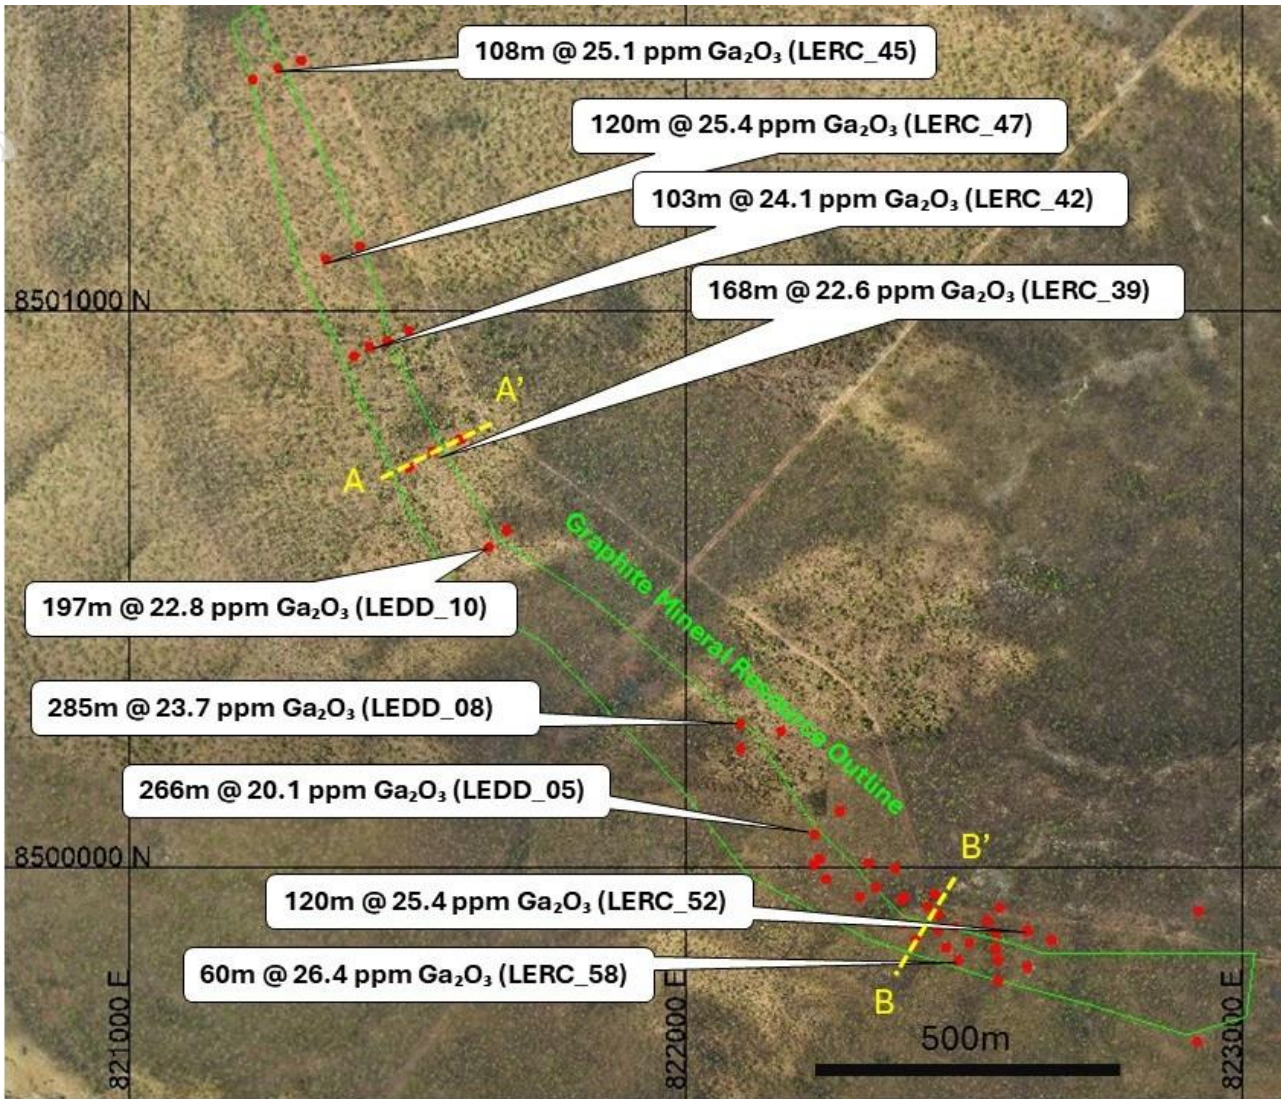 108m @ 25.1 ppm Ga₂O₃ (LERC_45)
120m @ 25.4 ppm Ga₂O₃ (LERC_47)
103m @ 24.1 ppm Ga₂O₃ (LERC_42)
168m @ 22.6 ppm Ga₂O₃ (LERC_39)
8501000 N
A’
A
Graphite Mineral Resource Outline
197m @ 22.8 ppm Ga₂O₃ (LEDD_10)
285m @ 23.7 ppm Ga₂O₃ (LEDD_08)
266m @ 20.1 ppm Ga₂O₃ (LEDD_05)
8500000 N
B’
120m @ 25.4 ppm Ga₂O₃ (LERC_52)
60m @ 26.4 ppm Ga₂O₃ (LERC_58)
B
500m
821000 E
822000 E
823000 E